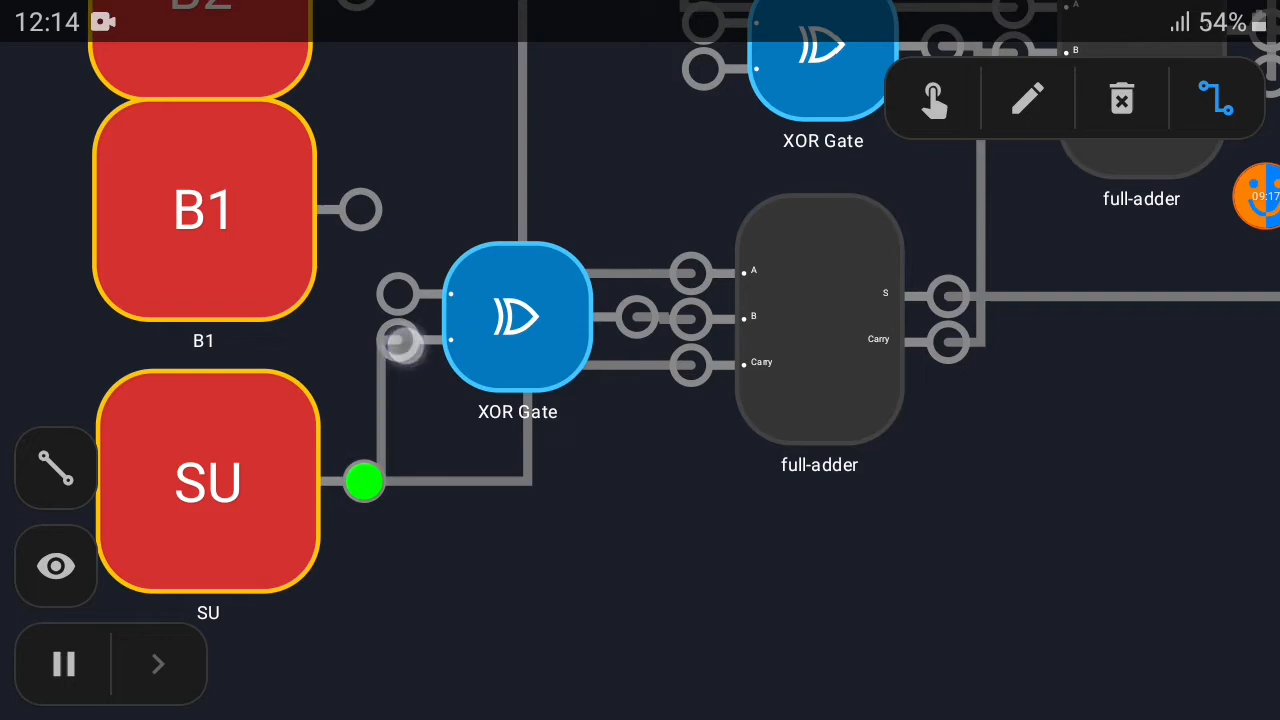 12:14
54%
B2
A
B
XOR Gate
full-adder
09:17
B1
B1
A
B
Carry
S
Carry
XOR Gate
full-adder
SU
SU